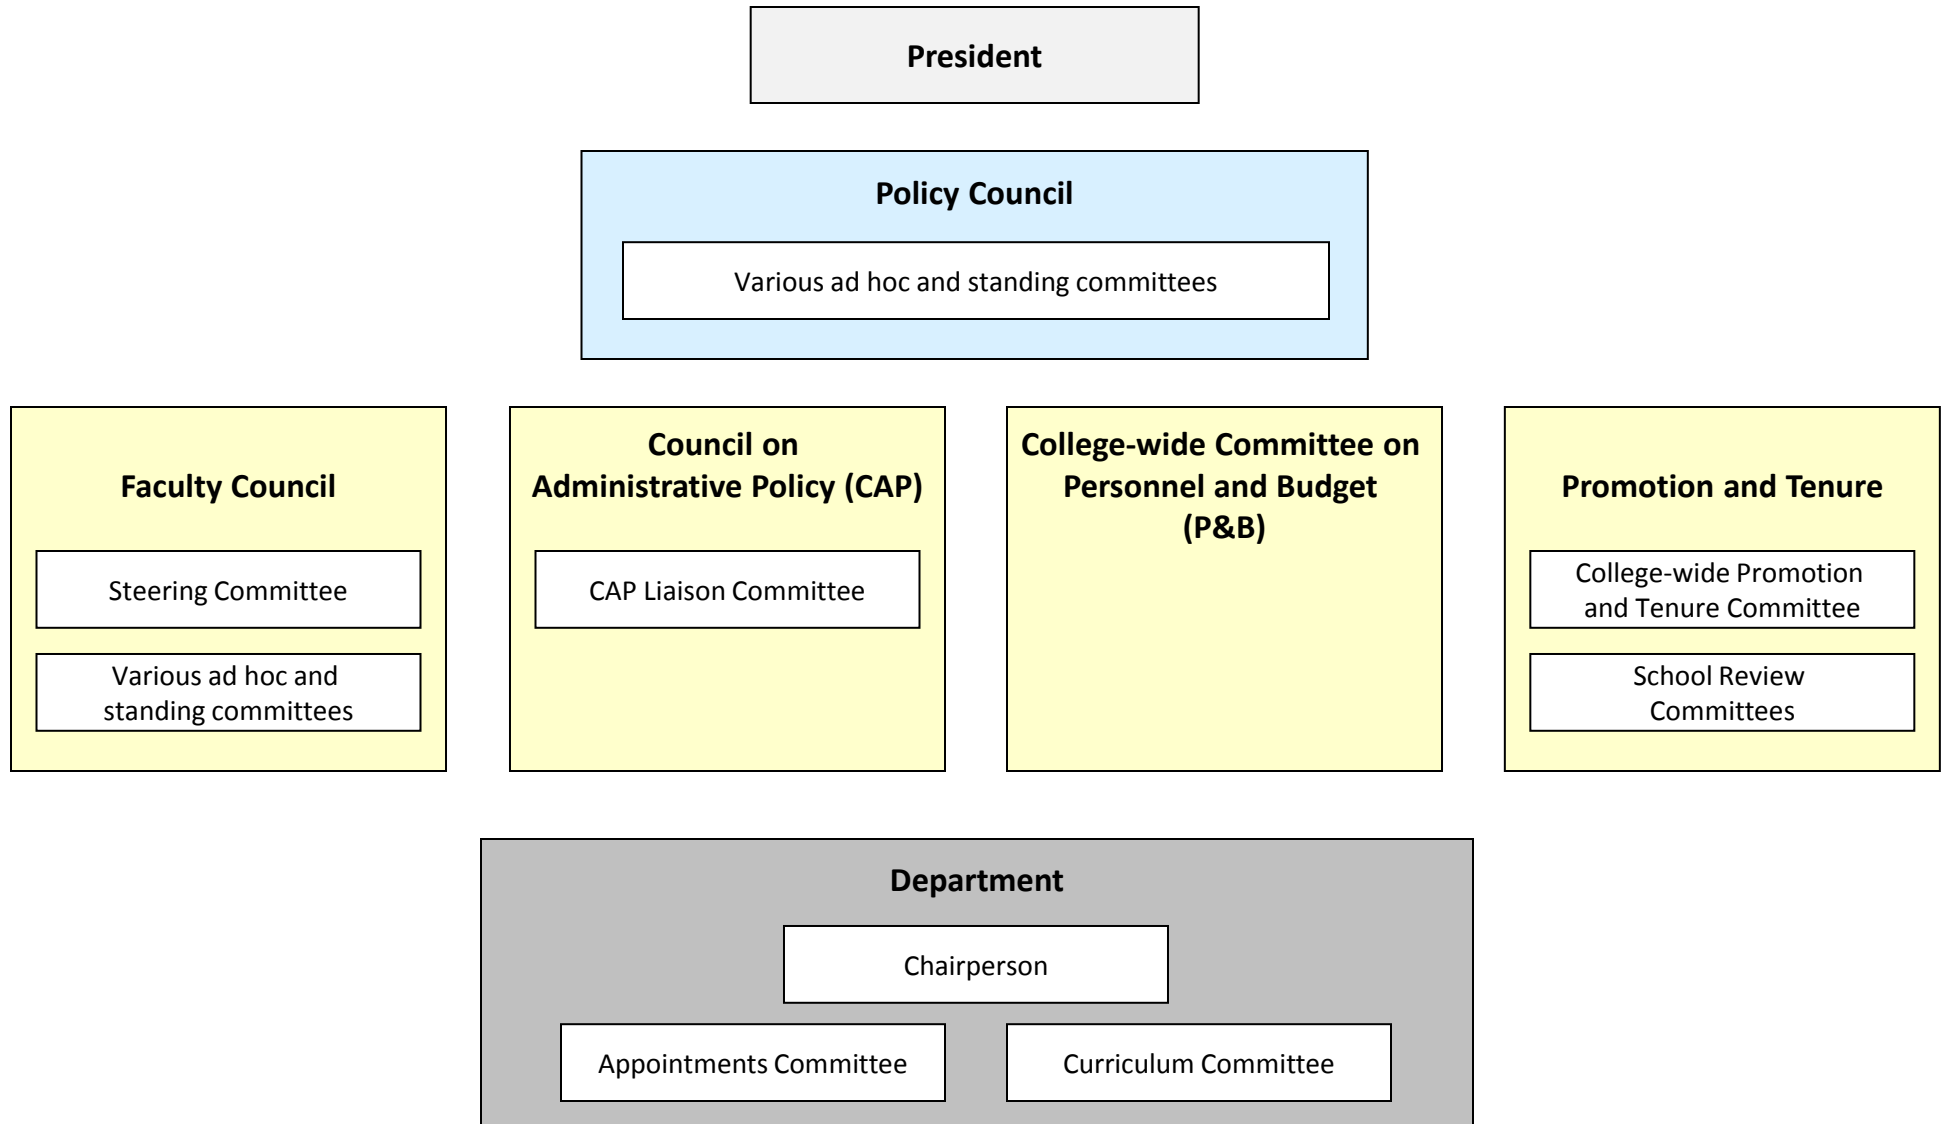 President
Policy Council
Various ad hoc and standing committees
Faculty Council
Steering Committee
Various ad hoc and
standing committees
Council on
Administrative Policy (CAP)
CAP Liaison Committee
College-wide Committee on
Personnel and Budget
(P&B)
Promotion and Tenure
College-wide Promotion
and Tenure Committee
School Review
Committees
Department
Chairperson
Appointments Committee
Curriculum Committee